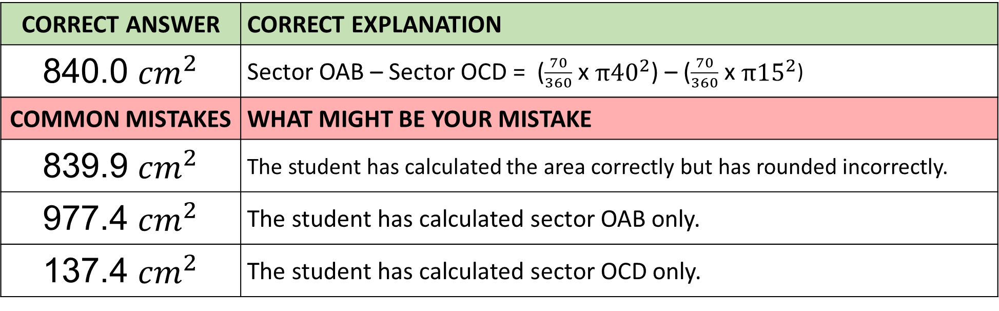 CORRECT ANSWER CORRECT EXPLANATION
840.0 cm² Sector OAB – Sector OCD = (70/360 x π40²) – (70/360 x π15²)
COMMON MISTAKES WHAT MIGHT BE YOUR MISTAKE
839.9 cm² The student has calculated the area correctly but has rounded incorrectly.
977.4 cm² The student has calculated sector OAB only.
137.4 cm² The student has calculated sector OCD only.